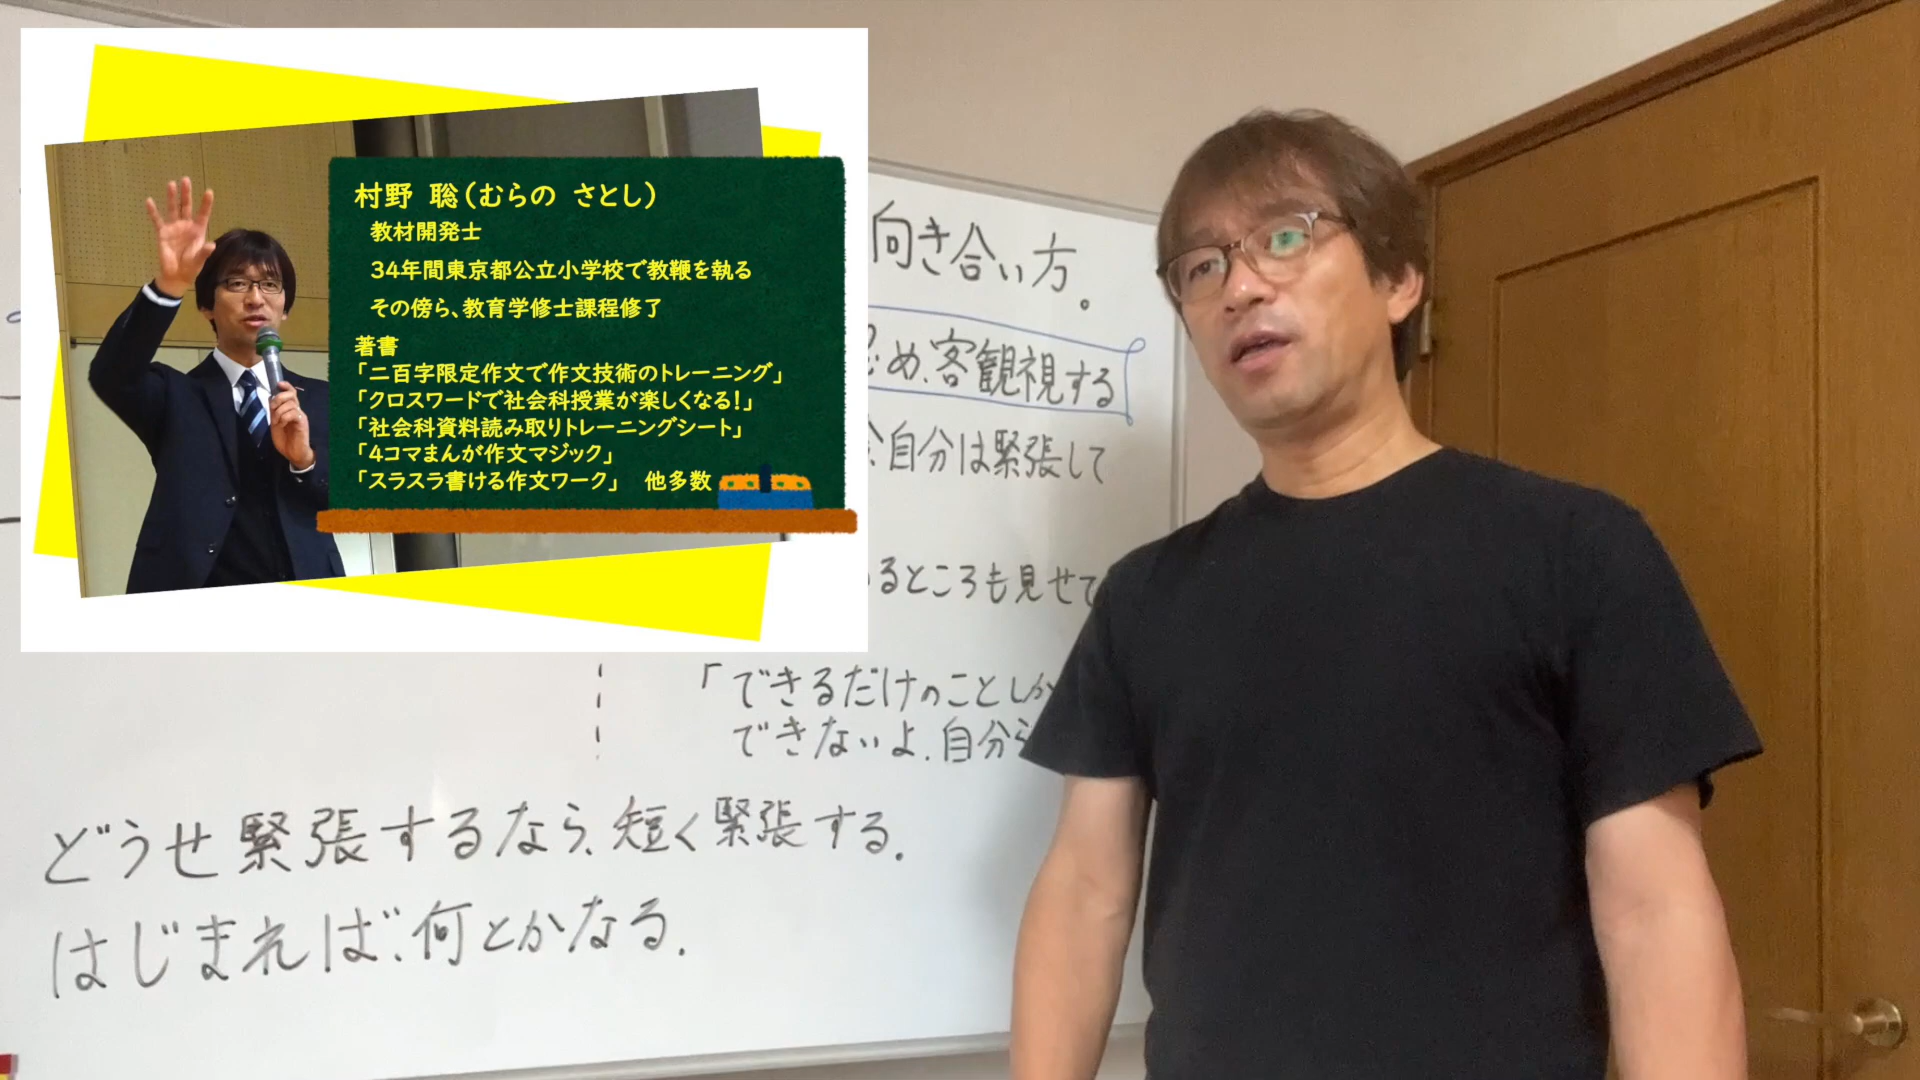 村野 聡(むらの さとし)
教材開発士
34年間東京都公立小学校で教鞭を執る
その傍ら、教育学修士課程修了
著書
「二百字限定作文で作文技術のトレーニング」
「クロスワードで社会科授業が楽しくなる!」
「社会科資料読み取りトレーニングシート」
「4コマまんが作文マジック」
「スラスラ書ける作文ワーク」 他多数
向き合い方。
め、客観視する
自分は緊張して
るところも見せて
「できるだけのことしか
できないよ.自分
どうせ緊張するなら、短く緊張する.
はじまれば、何とかなる.